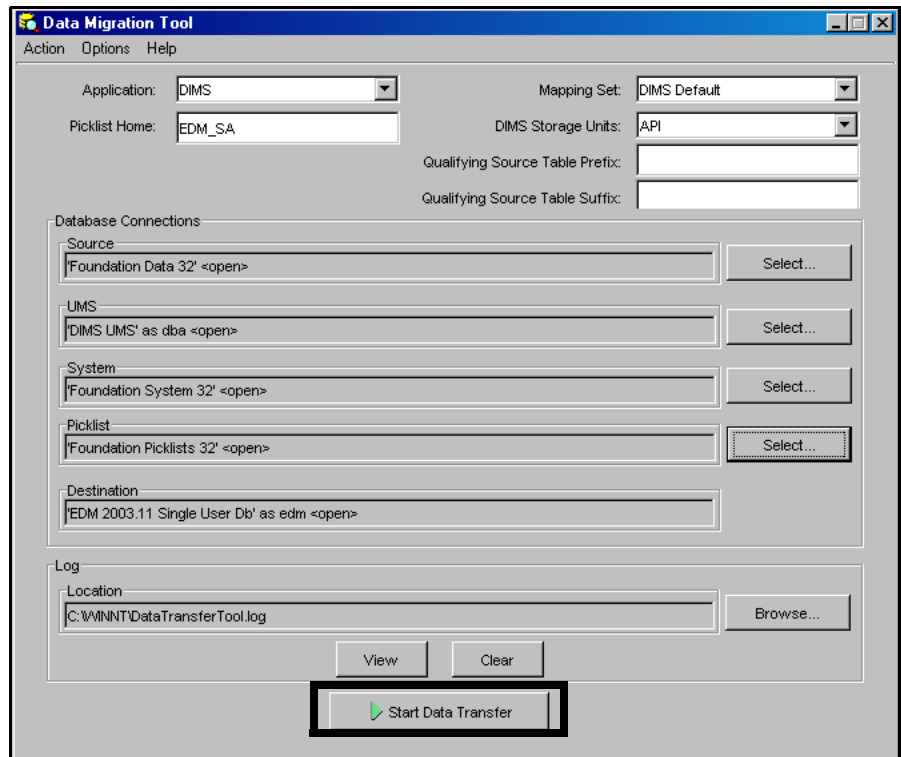 Data Migration Tool
Action Options Help
Application: DIMS Mapping Set: DIMS Default
Picklist Home: EDM_SA DIMS Storage Units: API
Qualifying Source Table Prefix:
Qualifying Source Table Suffix:
Database Connections
Source
'Foundation Data 32' <open> Select...
UMS
'DIMS UMS' as dba <open> Select...
System
'Foundation System 32' <open> Select...
Picklist
'Foundation Picklists 32' <open> Select...
Destination
'EDM 2003.11 Single User Db' as edm <open>
Log
Location
C:\WINNT\DataTransferTool.log Browse...
View Clear
Start Data Transfer